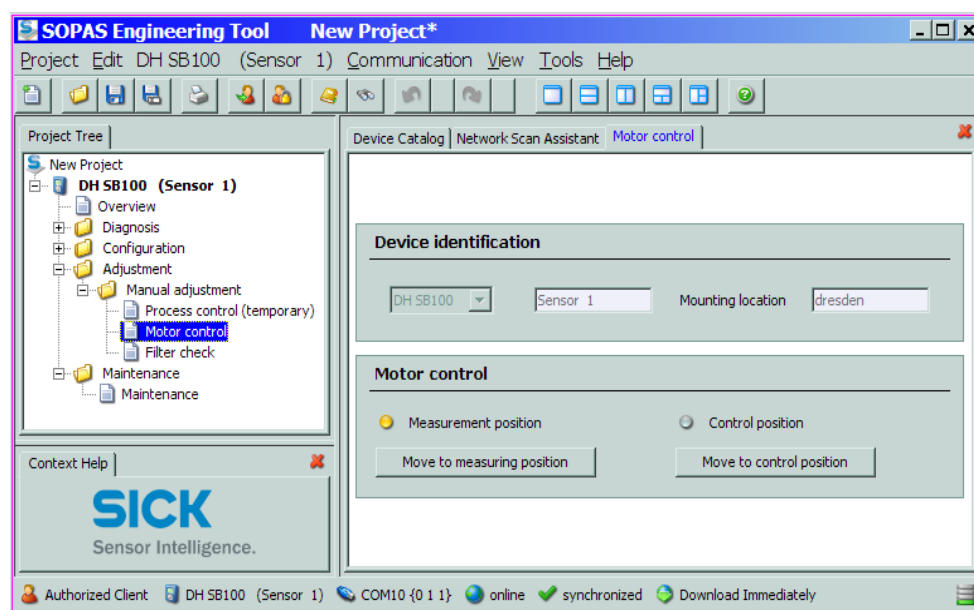 SOPAS Engineering Tool New Project*
Project Edit DH SB100 (Sensor 1) Communication View Tools Help
Project Tree
New Project
DH SB100 (Sensor 1)
Overview
Diagnosis
Configuration
Adjustment
Manual adjustment
Process control (temporary)
Motor control
Filter check
Maintenance
Maintenance
Context Help
SICK
Sensor Intelligence.
Device Catalog Network Scan Assistant Motor control
Device identification
DH SB100 Sensor 1 Mounting location dresden
Motor control
Measurement position Control position
Move to measuring position Move to control position
Authorized Client DH SB100 (Sensor 1) COM10 {0 1 1} online synchronized Download Immediately